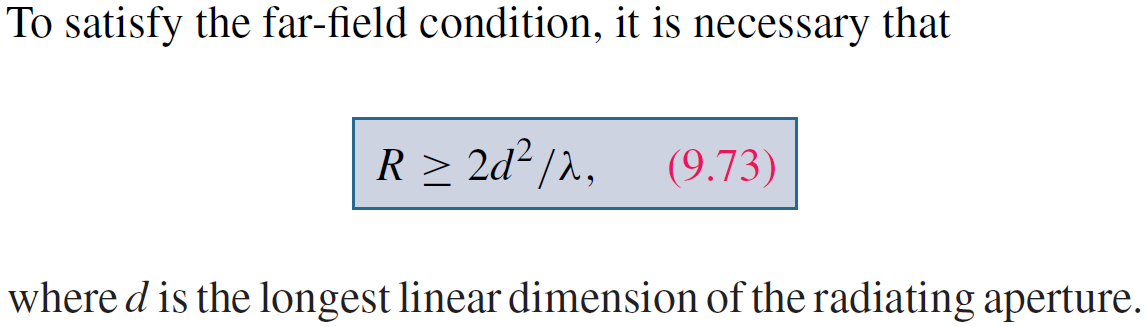 To satisfy the far-field condition, it is necessary that
R ≥ 2d²/λ, (9.73)
where d is the longest linear dimension of the radiating aperture.